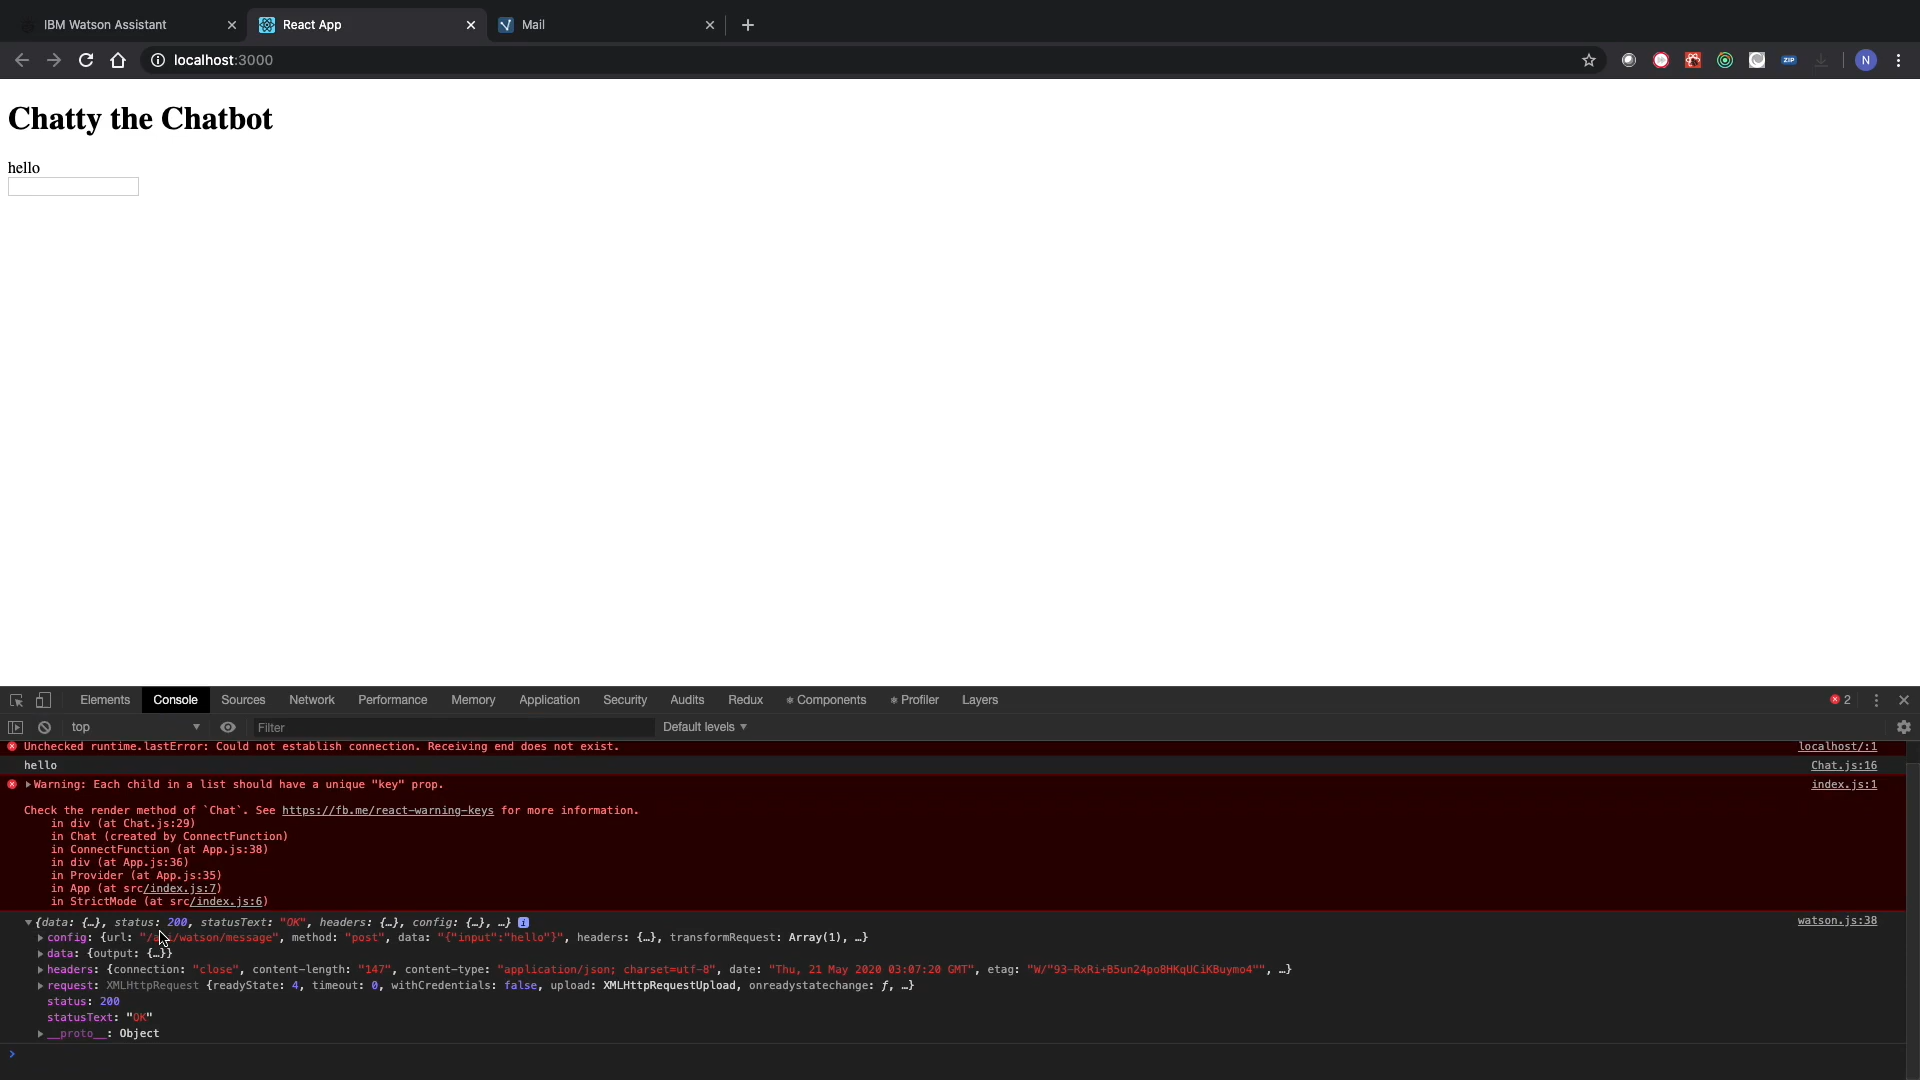 IBM Watson Assistant
React App
Mail
localhost:3000
ZIP
N
Chatty the Chatbot
hello
Elements Console Sources Network Performance Memory Application Security Audits Redux Components Profiler Layers 2
top Filter Default levels
Unchecked runtime.lastError: Could not establish connection. Receiving end does not exist. localhost/:1
hello Chat.js:16
Warning: Each child in a list should have a unique "key" prop. index.js:1
Check the render method of `Chat`. See https://fb.me/react-warning-keys for more information.
in div (at Chat.js:29)
in Chat (created by ConnectFunction)
in ConnectFunction (at App.js:38)
in div (at App.js:36)
in Provider (at App.js:35)
in App (at src/index.js:7)
in StrictMode (at src/index.js:6)
{data: {…}, status: 200, statusText: "OK", headers: {…}, config: {…}, …} i watson.js:38
config: {url: "/api/watson/message", method: "post", data: "{"input":"hello"}", headers: {…}, transformRequest: Array(1), …}
data: {output: {…}}
headers: {connection: "close", content-length: "147", content-type: "application/json; charset=utf-8", date: "Thu, 21 May 2020 03:07:20 GMT", etag: "W/"93-RxRi+B5un24po8HKqUCiKBuymo4"", …}
request: XMLHttpRequest {readyState: 4, timeout: 0, withCredentials: false, upload: XMLHttpRequestUpload, onreadystatechange: ƒ, …}
status: 200
statusText: "OK"
__proto__: Object